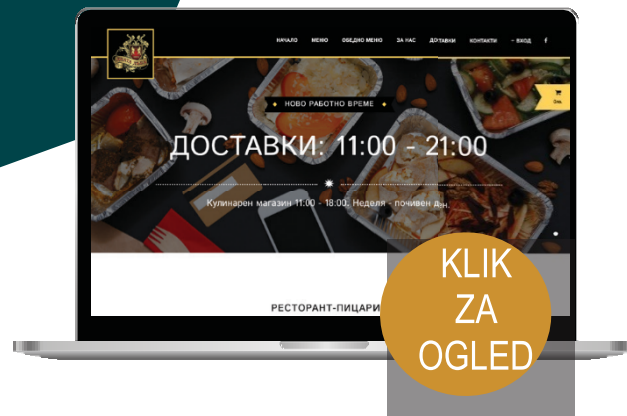 НАЧАЛО МЕНЮ ОБЕДНО МЕНЮ ЗА НАС ДОТАВКИ КОНТАКТИ ВХОД f
НОВО РАБОТНО ВРЕМЕ
ДОСТАВКИ: 11:00 - 21:00
Кулинарен магазин 11:00 - 18:00. Неделя - почивен ден.
РЕСТОРАНТ-ПИЦАРИ
KLIK
ZA
OGLED